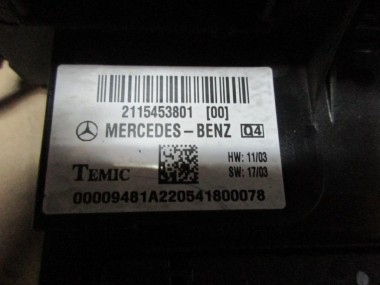 2115453801 [00]
MERCEDES-BENZ Q4
HW: 11/03
TEMIC SW: 17/03
00009481A220541800078